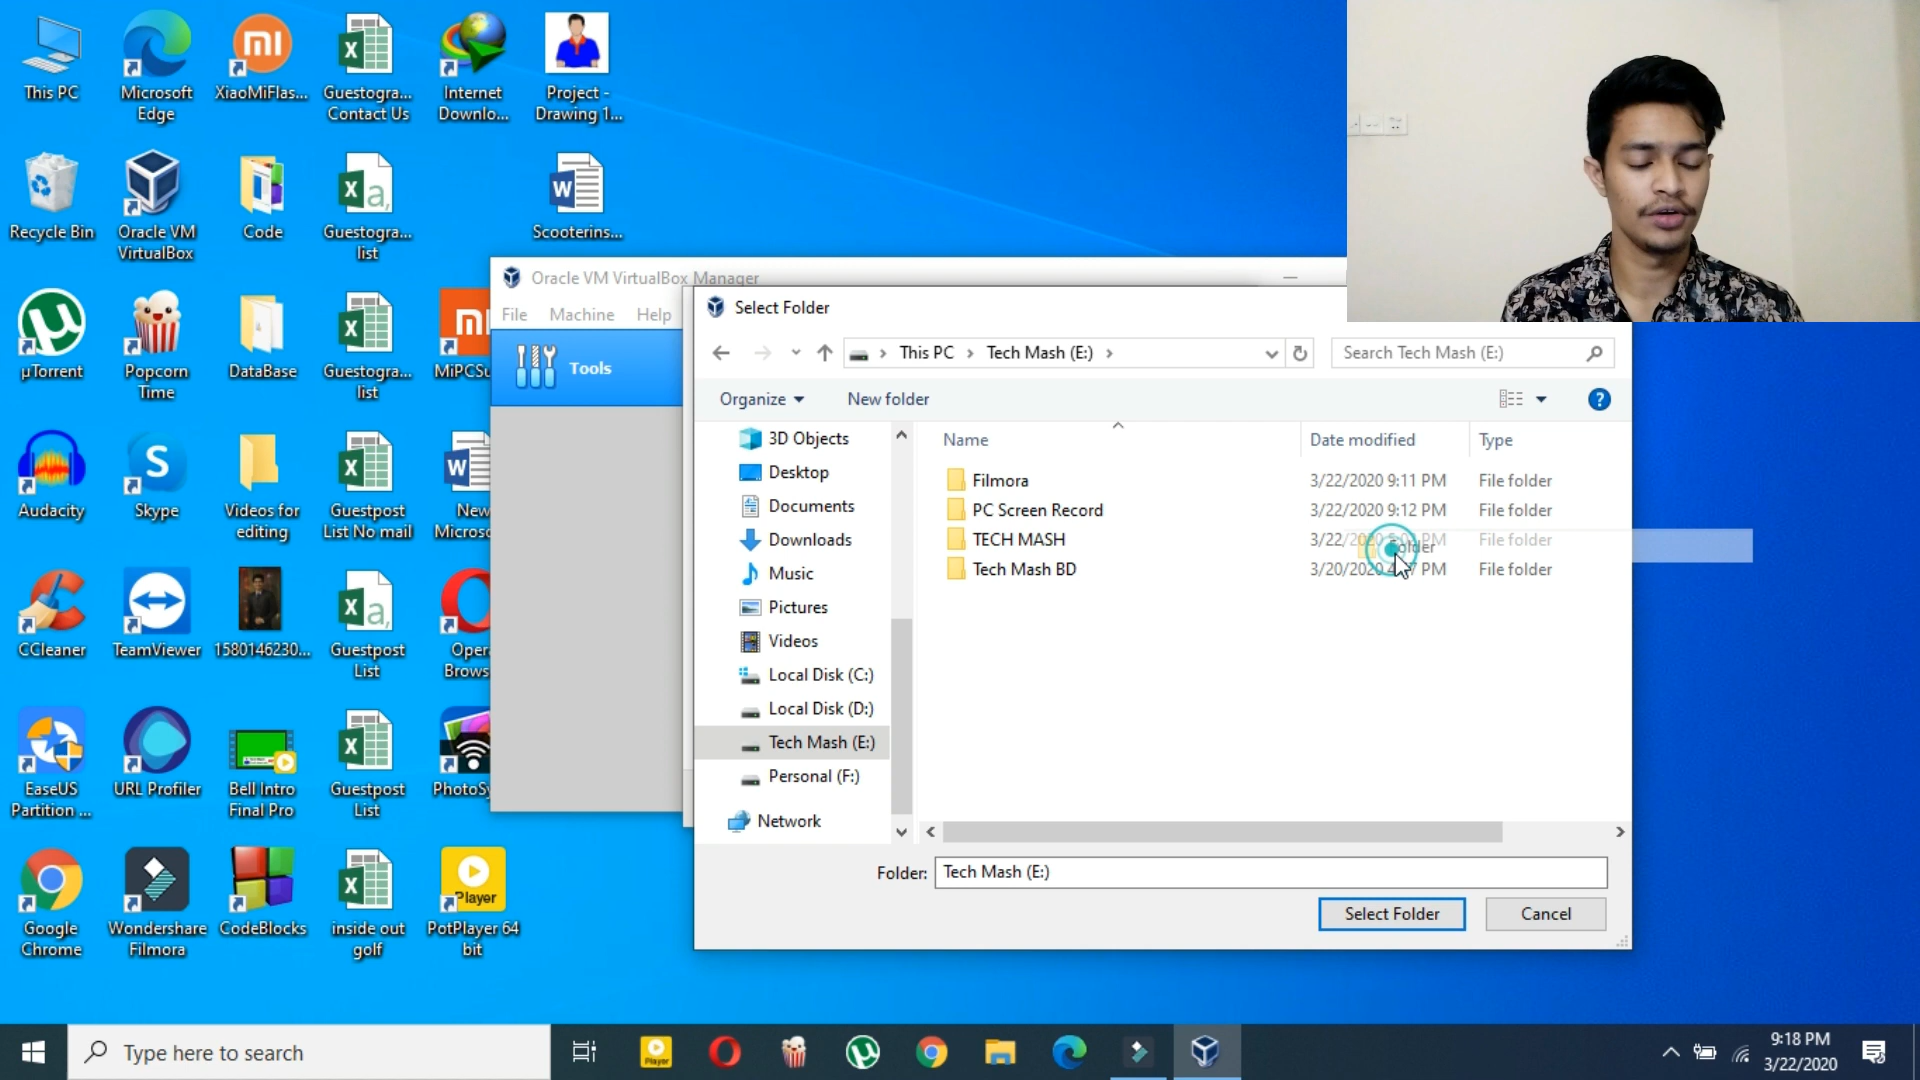 This PC
Microsoft
Edge
XiaoMiFlas...
Guestogra...
Contact Us
Internet
Downlo...
Project -
Drawing 1...
Recycle Bin
Oracle VM
VirtualBox
Code
Guestogra...
list
Scooterins...
µTorrent
Popcorn
Time
DataBase
Guestogra...
list
Audacity
Skype
Videos for
editing
Guestpost
List No mail
New
CCleaner
TeamViewer
1580146230...
Guestpost
List
EaseUS
Partition ...
URL Profiler
Bell Intro
Final Pro
Guestpost
List
Google
Chrome
Wondershare
Filmora
CodeBlocks
inside out
golf
Player
PotPlayer 64
bit
Oracle VM VirtualBox Manager
File Machine Help
Tools
Select Folder
This PC Tech Mash (E:)
Search Tech Mash (E:)
Organize New folder
3D Objects
Desktop
Documents
Downloads
Music
Pictures
Videos
Local Disk (C:)
Local Disk (D:)
Tech Mash (E:)
Personal (F:)
Network
Name Date modified Type
Filmora 3/22/2020 9:11 PM File folder
PC Screen Record 3/22/2020 9:12 PM File folder
TECH MASH File folder
Tech Mash BD File folder
Folder: Tech Mash (E:)
Select Folder Cancel
Type here to search
9:18 PM
3/22/2020